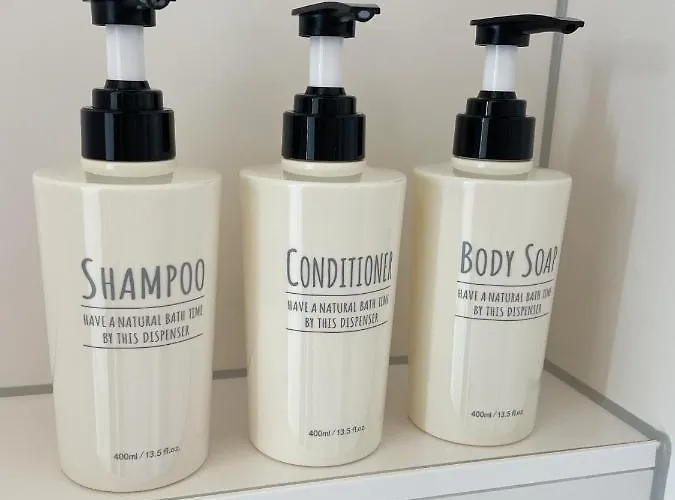 SHAMPOO
HAVE A NATURAL BATH TIME
BY THIS DISPENSER
400ml / 13.5 fl.oz.
CONDITIONER
HAVE A NATURAL BATH TIME
BY THIS DISPENSER
400ml / 13.5 fl.oz.
BODY SOAP
HAVE A NATURAL BATH TIME
BY THIS DISPENSER
400ml / 13.5 fl.oz.